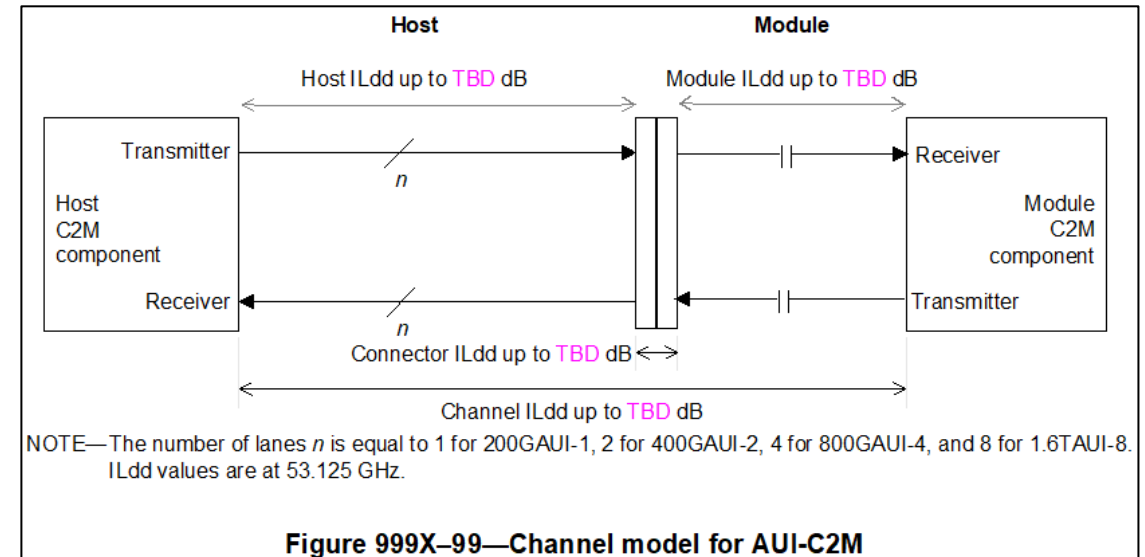 Host
Module
Host ILdd up to TBD dB
Module ILdd up to TBD dB
Transmitter
Receiver
n
Host
C2M
component
Module
C2M
component
Receiver
Transmitter
n
Connector ILdd up to TBD dB
Channel ILdd up to TBD dB
NOTE—The number of lanes n is equal to 1 for 200GAUI-1, 2 for 400GAUI-2, 4 for 800GAUI-4, and 8 for 1.6TAUI-8.
ILdd values are at 53.125 GHz.
Figure 999X–99—Channel model for AUI-C2M